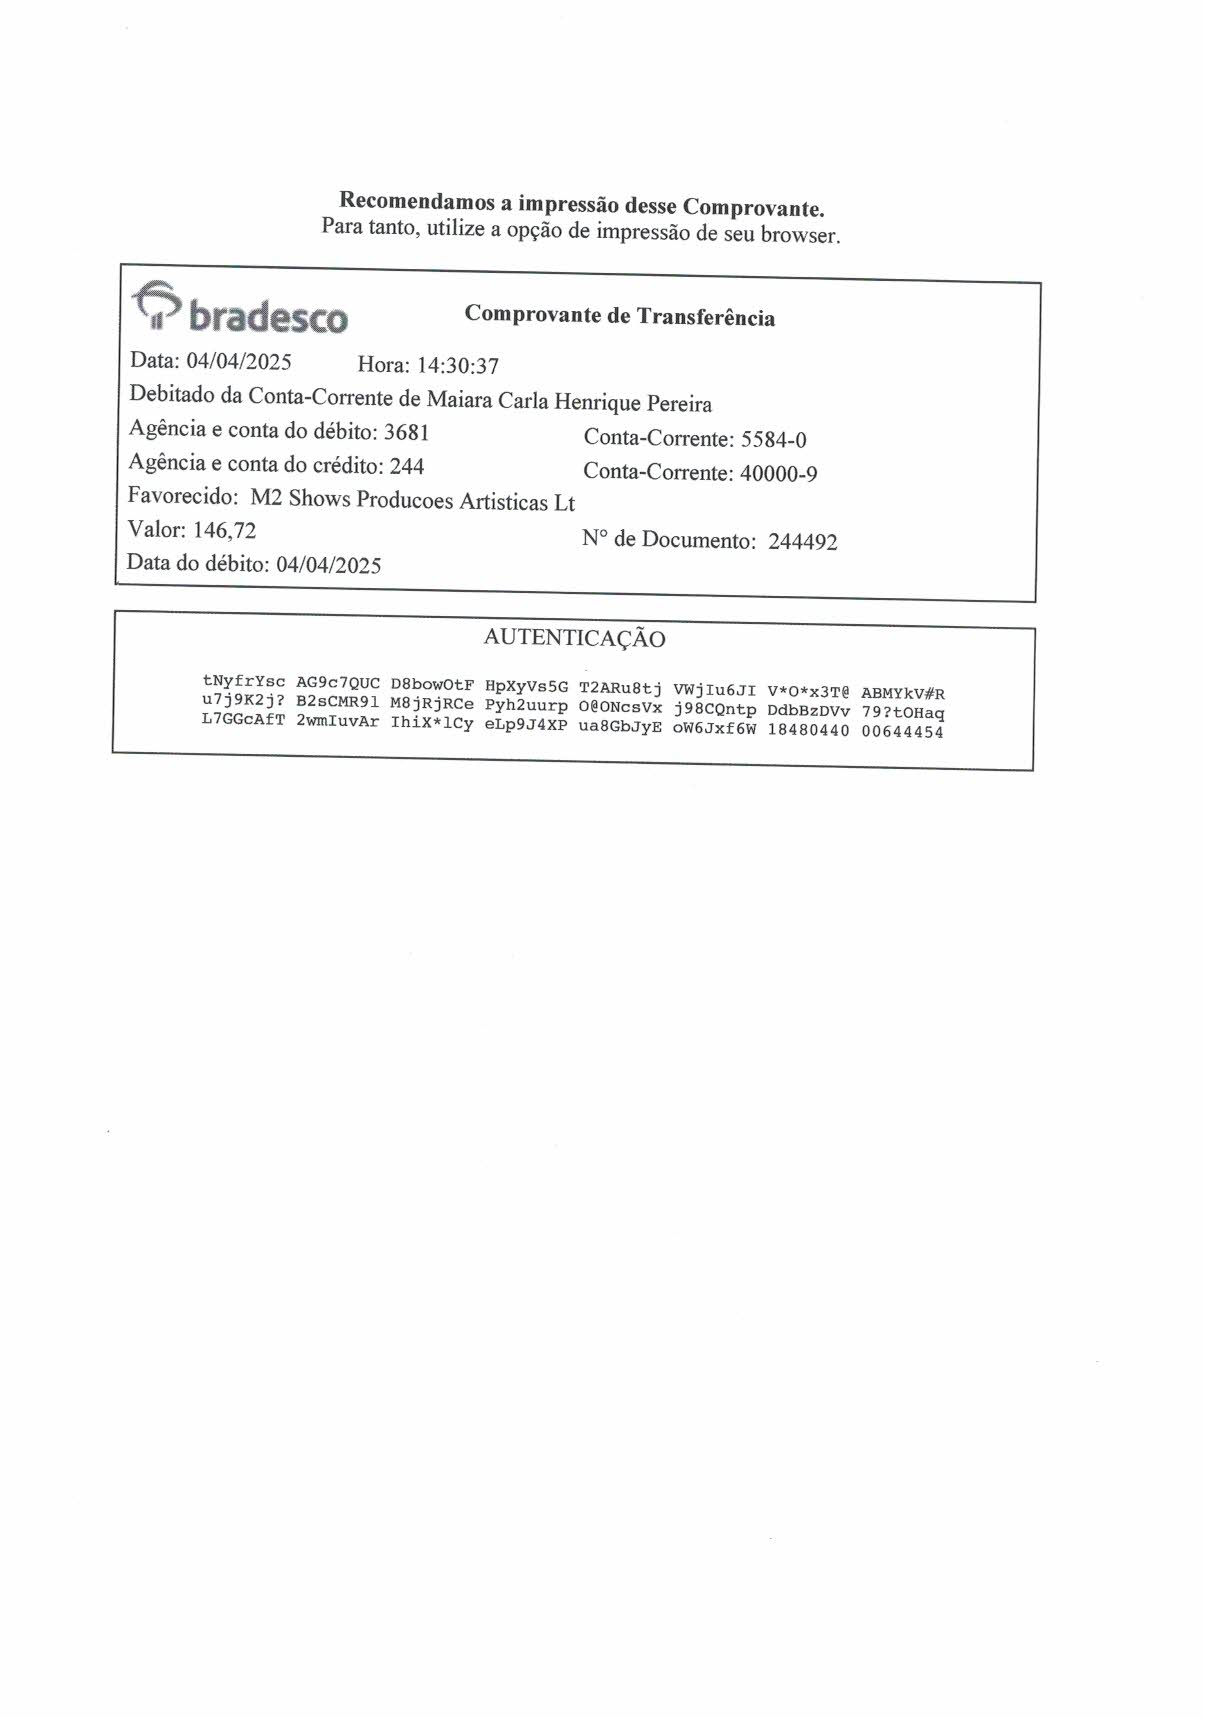 Recomendamos a impressão desse Comprovante.
Para tanto, utilize a opção de impressão de seu browser.
bradesco
Comprovante de Transferência
Data: 04/04/2025 Hora: 14:30:37
Debitado da Conta-Corrente de Maiara Carla Henrique Pereira
Agência e conta do débito: 3681 Conta-Corrente: 5584-0
Agência e conta do crédito: 244 Conta-Corrente: 40000-9
Favorecido: M2 Shows Producoes Artisticas Lt
Valor: 146,72 N° de Documento: 244492
Data do débito: 04/04/2025
AUTENTICAÇÃO
tNyfrYsc AG9c7QUC D8bowOtF HpXyVs5G T2ARu8tj VWjIu6JI V*O*x3T@ ABMYkV#R
u7j9K2j? B2sCMR9l M8jRjRCe Pyh2uurp O@ONcsVx j98CQntp DdbBzDVv 79?tOHaq
L7GGcAfT 2wmIuvAr IhiX*lCy eLp9J4XP ua8GbJyE oW6Jxf6W 18480440 00644454